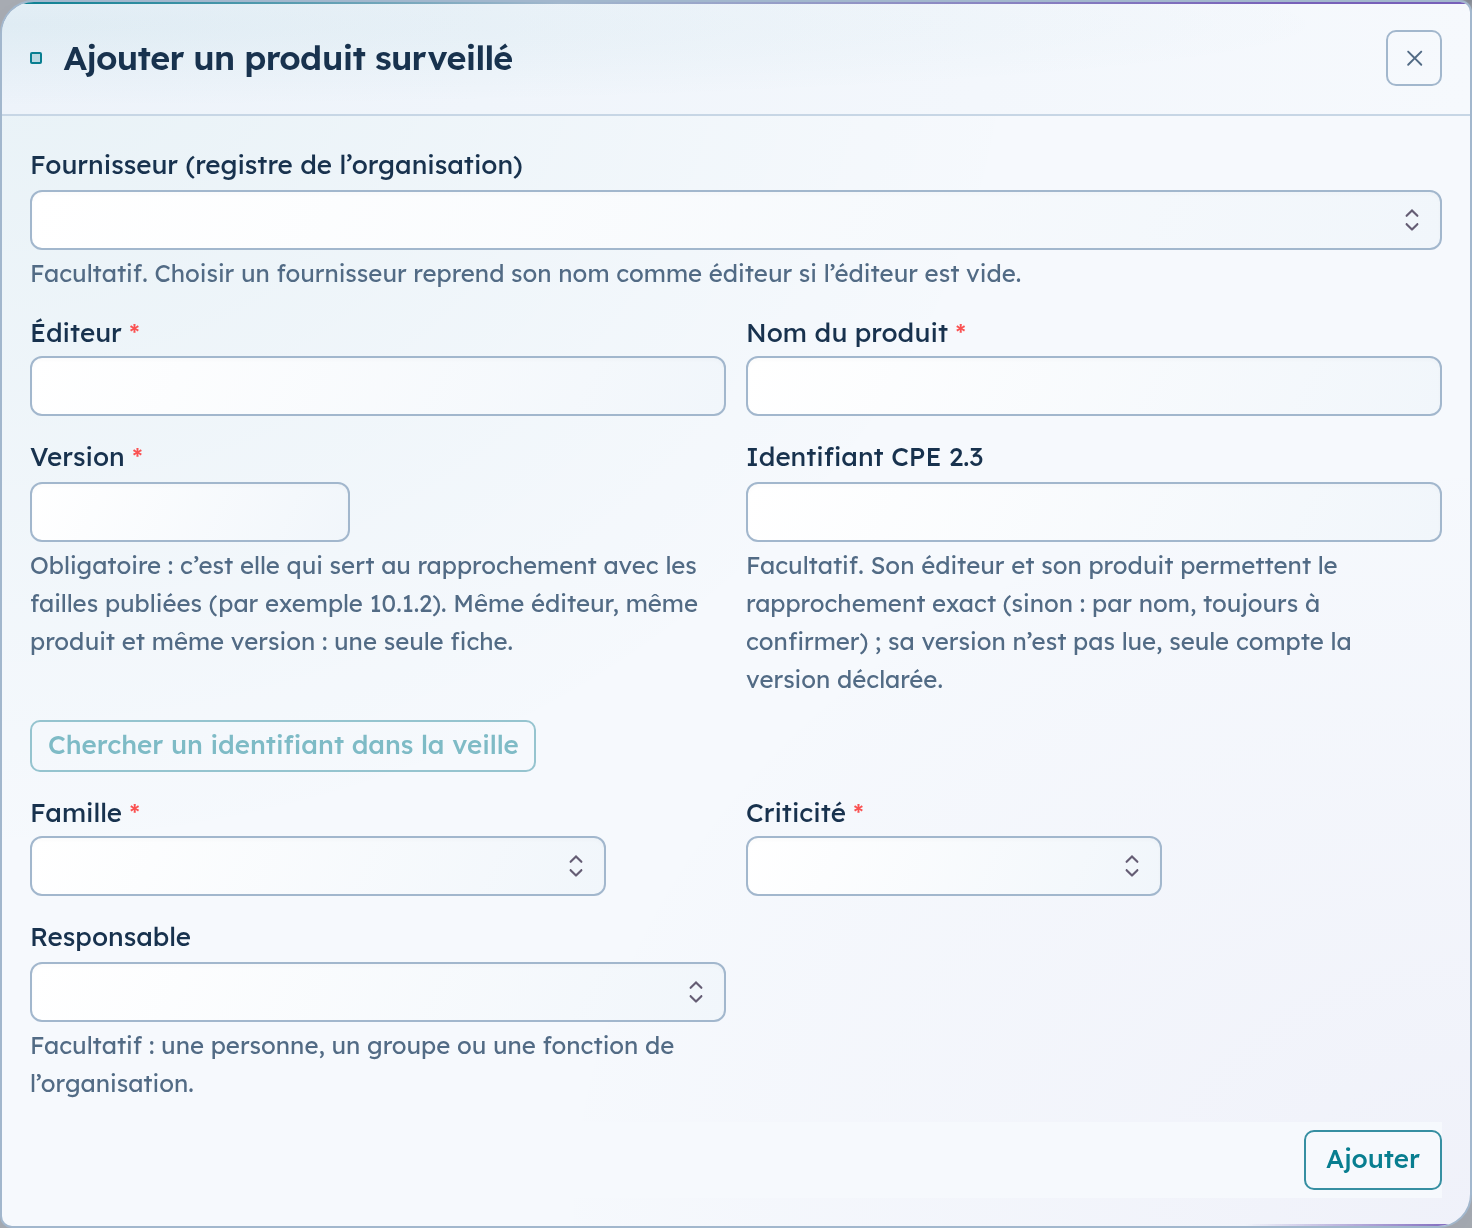 Ajouter un produit surveillé
Fournisseur (registre de l’organisation)
Facultatif. Choisir un fournisseur reprend son nom comme éditeur si l’éditeur est vide.
Éditeur *
Nom du produit *
Version *
Identifiant CPE 2.3
Obligatoire : c’est elle qui sert au rapprochement avec les
failles publiées (par exemple 10.1.2). Même éditeur, même
produit et même version : une seule fiche.
Facultatif. Son éditeur et son produit permettent le
rapprochement exact (sinon : par nom, toujours à
confirmer) ; sa version n’est pas lue, seule compte la
version déclarée.
Chercher un identifiant dans la veille
Famille *
Criticité *
Responsable
Facultatif : une personne, un groupe ou une fonction de
l’organisation.
Ajouter